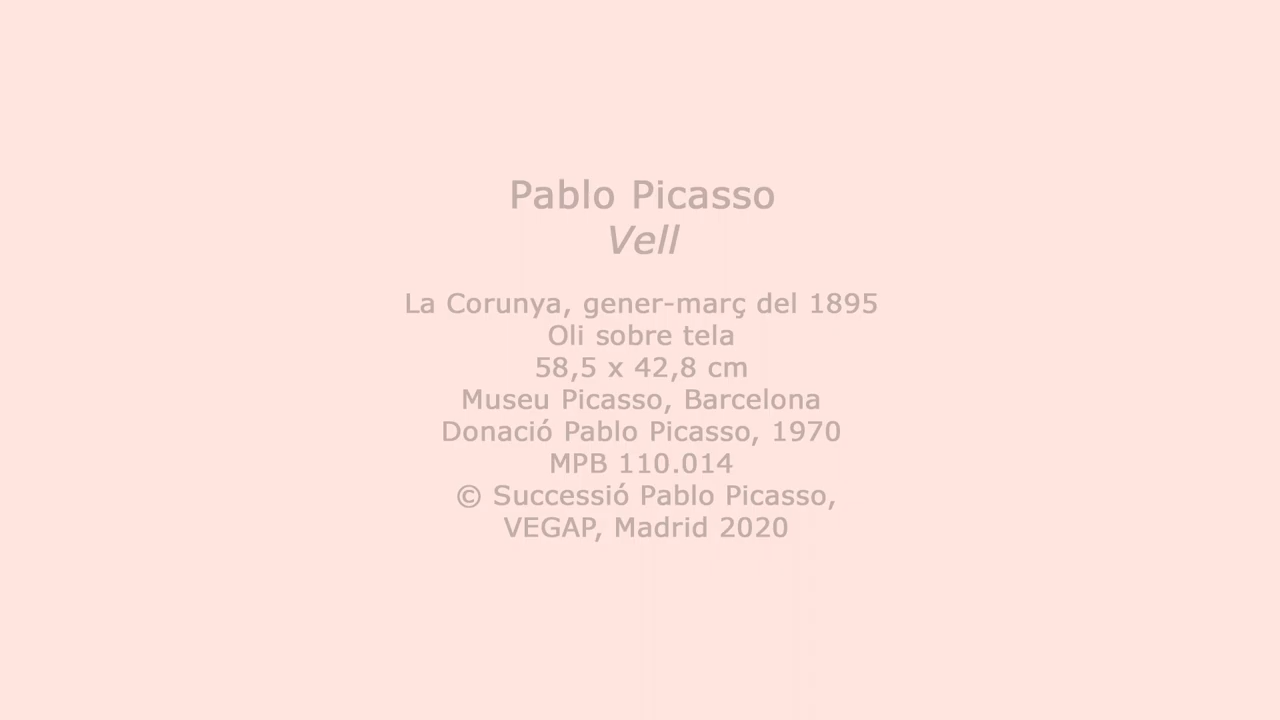 Pablo Picasso
Vell
La Corunya, gener-març del 1895
Oli sobre tela
58,5 x 42,8 cm
Museu Picasso, Barcelona
Donació Pablo Picasso, 1970
MPB 110.014
© Successió Pablo Picasso,
VEGAP, Madrid 2020